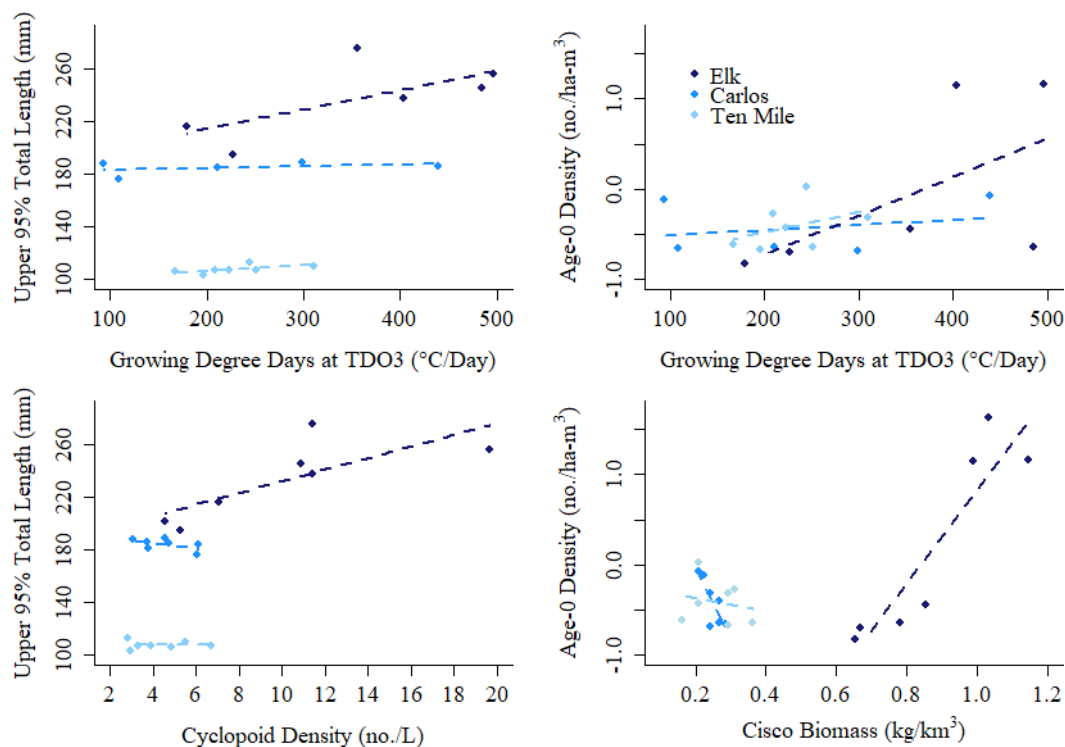 Upper 95% Total Length (mm)
100 140 180 220 260
100 200 300 400 500
Growing Degree Days at TDO3 (°C/Day)
Age-0 Density (no./ha-m³)
-1.0 0.0 1.0
Elk
Carlos
Ten Mile
100 200 300 400 500
Growing Degree Days at TDO3 (°C/Day)
Upper 95% Total Length (mm)
100 140 180 220 260
2 4 6 8 10 12 14 16 18 20
Cyclopoid Density (no./L)
Age-0 Density (no./ha-m³)
-1.0 0.0 1.0
0.2 0.4 0.6 0.8 1.0 1.2
Cisco Biomass (kg/km³)